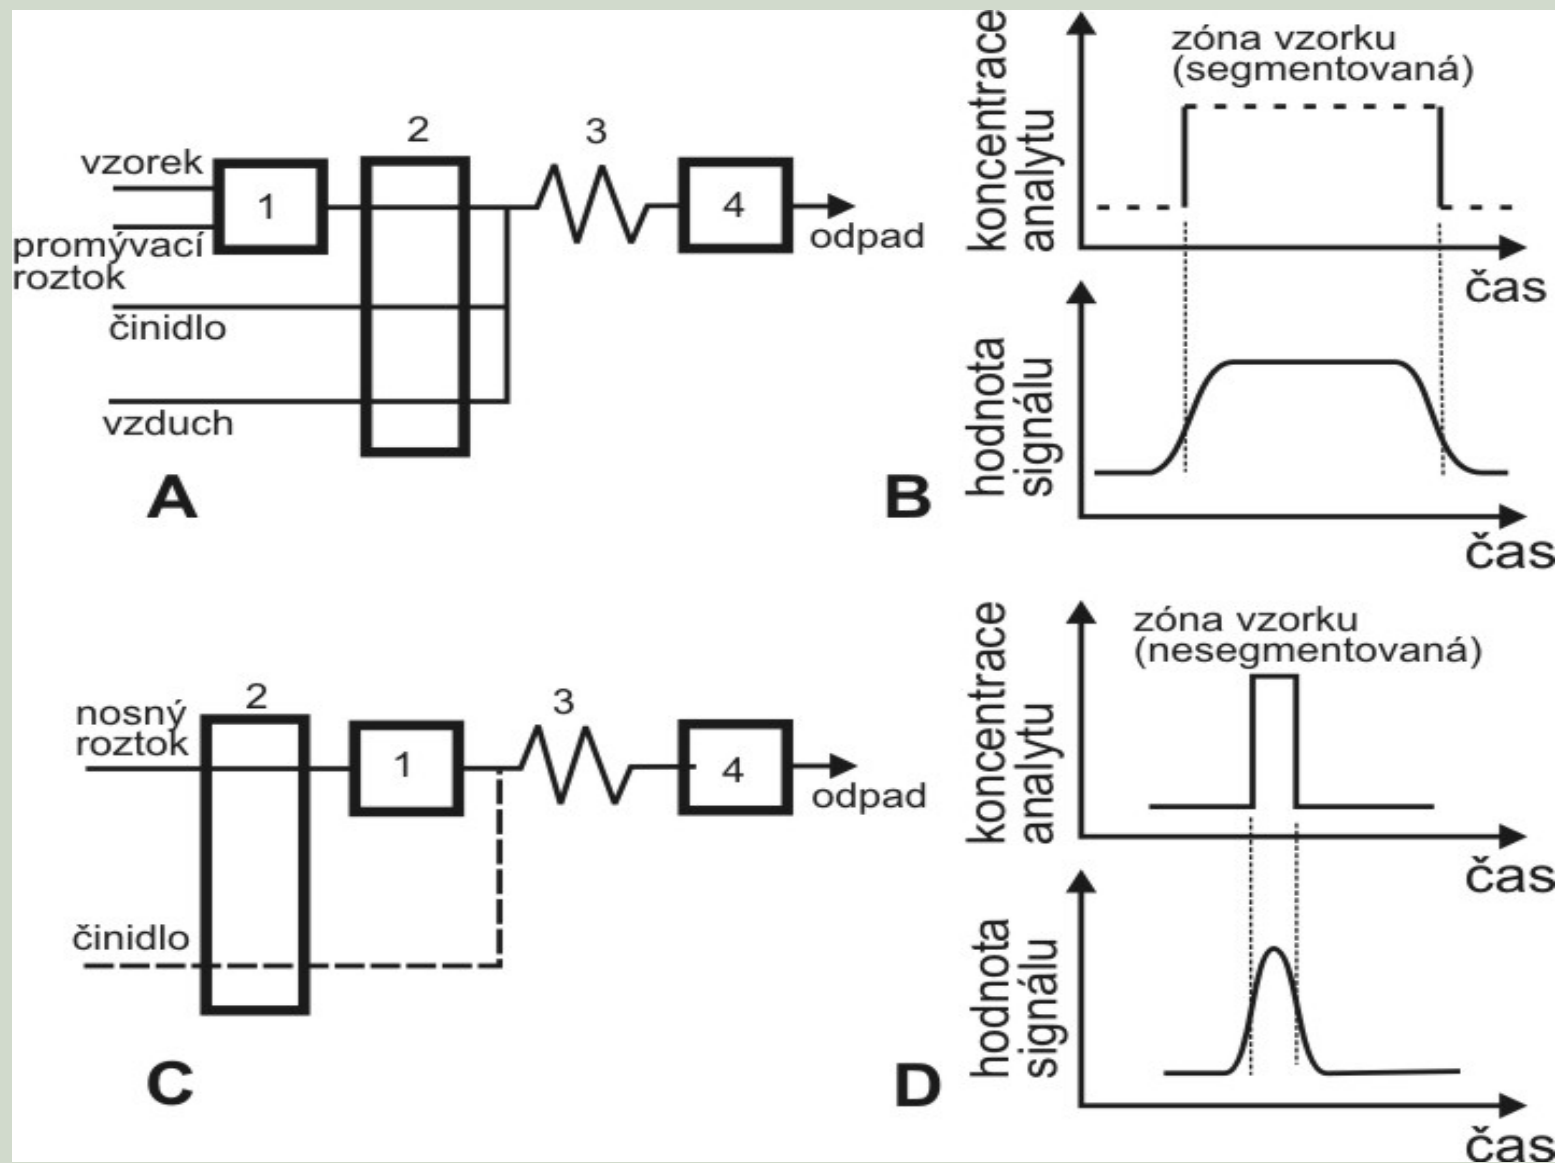 2
3
vzorek
1
4
promývací
roztok
odpad
činidlo
vzduch
A
koncentrace
analytu
zóna vzorku
(segmentovaná)
čas
hodnota
signálu
B
čas
nosný
roztok
2
3
1
4
odpad
činidlo
C
koncentrace
analytu
zóna vzorku
(nesegmentovaná)
čas
hodnota
signálu
D
čas